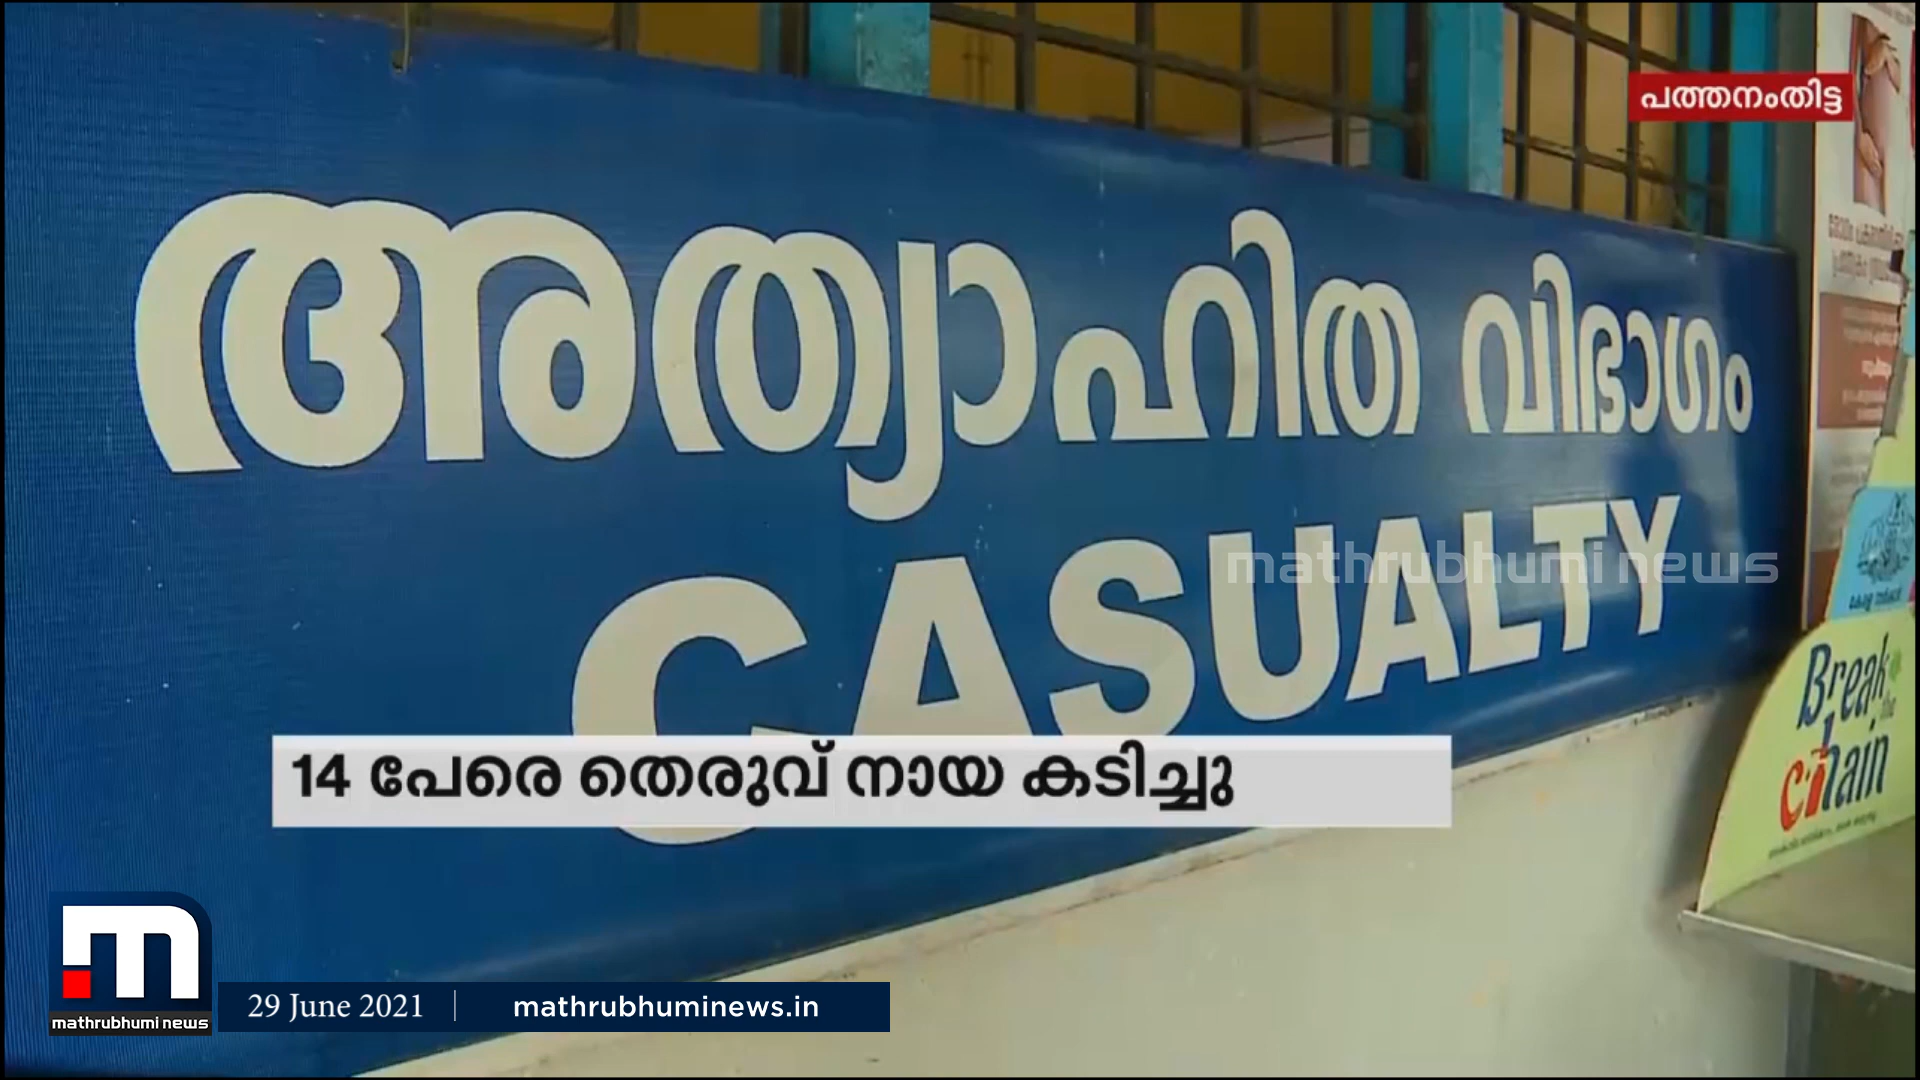 പത്തനംതിട്ട
അത്യാഹിത വിഭാഗം
CASUALTY
mathrubhumi news
Break
the
Chain
14 പേരെ തെരുവ് നായ കടിച്ചു
mathrubhumi news
29 June 2021
mathrubhuminews.in